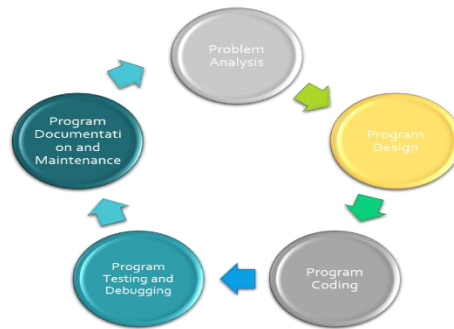 Problem
Analysis
Program
Design
Program
Coding
Program
Testing and
Debugging
Program
Documentati
on and
Maintenance